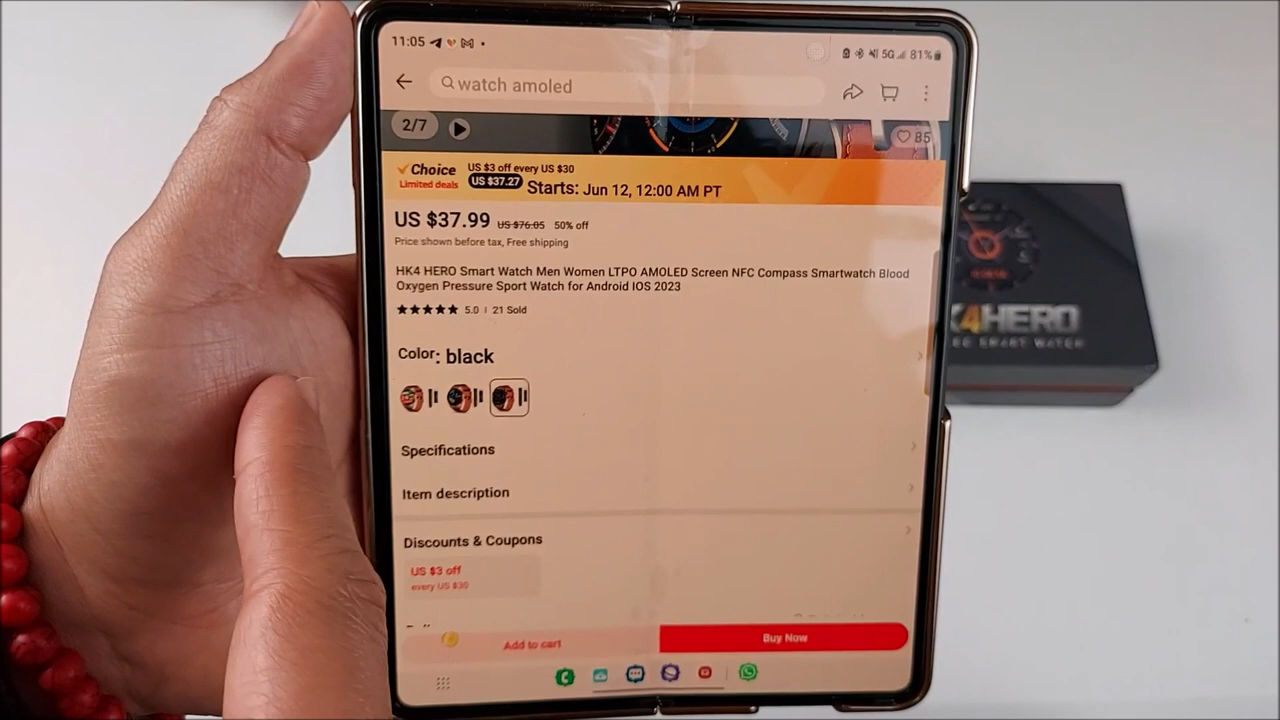 11:05
5G 81%
watch amoled
2/7
85
Choice
Limited deals
US $3 off every US $30
US $37.27 Starts: Jun 12, 12:00 AM PT
US $37.99 US $76.05 50% off
Price shown before tax, Free shipping
HK4 HERO Smart Watch Men Women LTPO AMOLED Screen NFC Compass Smartwatch Blood
Oxygen Pressure Sport Watch for Android IOS 2023
5.0 | 21 Sold
Color: black
Specifications
Item description
Discounts & Coupons
US $3 off
every US $30
Add to cart
Buy Now
K4HERO
SMART WATCH